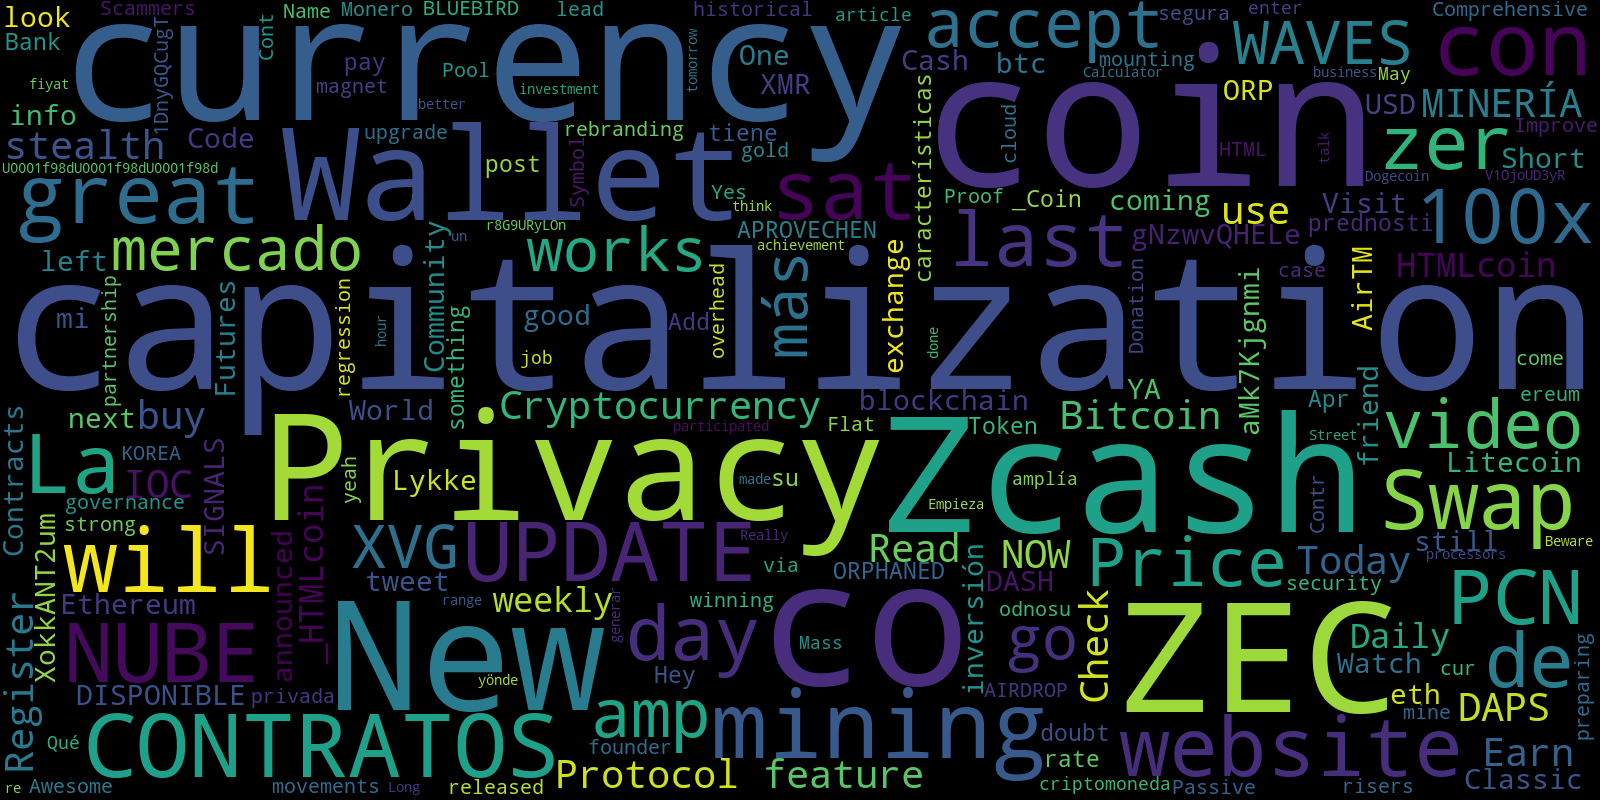 look
Scammers
Name
Monero
BLUEBIRD
lead
historical
article
accept
segura
enter
Comprehensive
Bank
1DnyGQCugT
Cont
currency
One
WAVES
con
pay
Pool
tomorrow
Cash
btc
mounting
Calculator
business
May
fiyat
magnet
better
investment
XMR
coin
ORP
USD
MINERÍA
info
stealth
Code
upgrade
rebranding
tiene
cloud
HTML
talk
zer
Improve
Wallet
post
Symbol
gold
sat
características
Dogecoin
Short
U0001f98dU0001f98dU0001f98d
great
Yes
think
Proof
_Coin
coming
use
Visit
V1OjoUD3yR
100x
r8G9URyLOn
un
APROVECHEN
achievement
last
gNzwvQHELe
prednosti
left
mercado
Community
works
más
exchange
Donation
case
AirTM
HTMLcoin
capitalization
mi
partnership
Futures
regression
hour
something
good
job
Add
overhead
done
aMk7Kjgnmi
come
next
buy
World
Cryptocurrency
blockchain
YA
Bitcoin
Apr
friend
ereum
Contracts
La
KOREA
IOC
SIGNALS
Privacy
participated
Flat
Zcash
Token
Street
video
Litecoin
yeah
Lykke
made
su
Empieza
amplía
Contr
Swap
governance
strong
XokkANT2um
will
announced
_HTMLcoin
XVG
UPDATE
Really
Read
NOW
Price
Today
still
processors
Beware
tweet
via
ORPHANED
inversión
DASH
security
Register
Ethereum
range
weekly
generar
winning
odnosu
Check
PCN
NUBE
New
day
Mass
co
go
ZEC
Daily
Watch
cur
de
preparing
DISPONIBLE
privada
yönde
Hey
AIRDROP
eth
mine
DAPS
CONTRATOS
Qué
amp
founder
mining
doubt
website
Earn
Protocol
feature
rate
Classic
re
Awesome
movements
Long
released
criptomoneda
Passive
risers